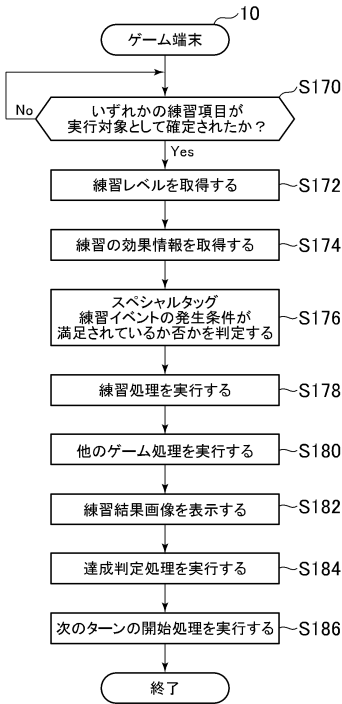 10
ゲーム端末
S170
No
いずれかの練習項目が
実行対象として確定されたか？
Yes
練習レベルを取得する
S172
練習の効果情報を取得する
S174
スペシャルタッグ
練習イベントの発生条件が
満足されているか否かを判定する
S176
練習処理を実行する
S178
他のゲーム処理を実行する
S180
練習結果画像を表示する
S182
達成判定処理を実行する
S184
次のターンの開始処理を実行する
S186
終了